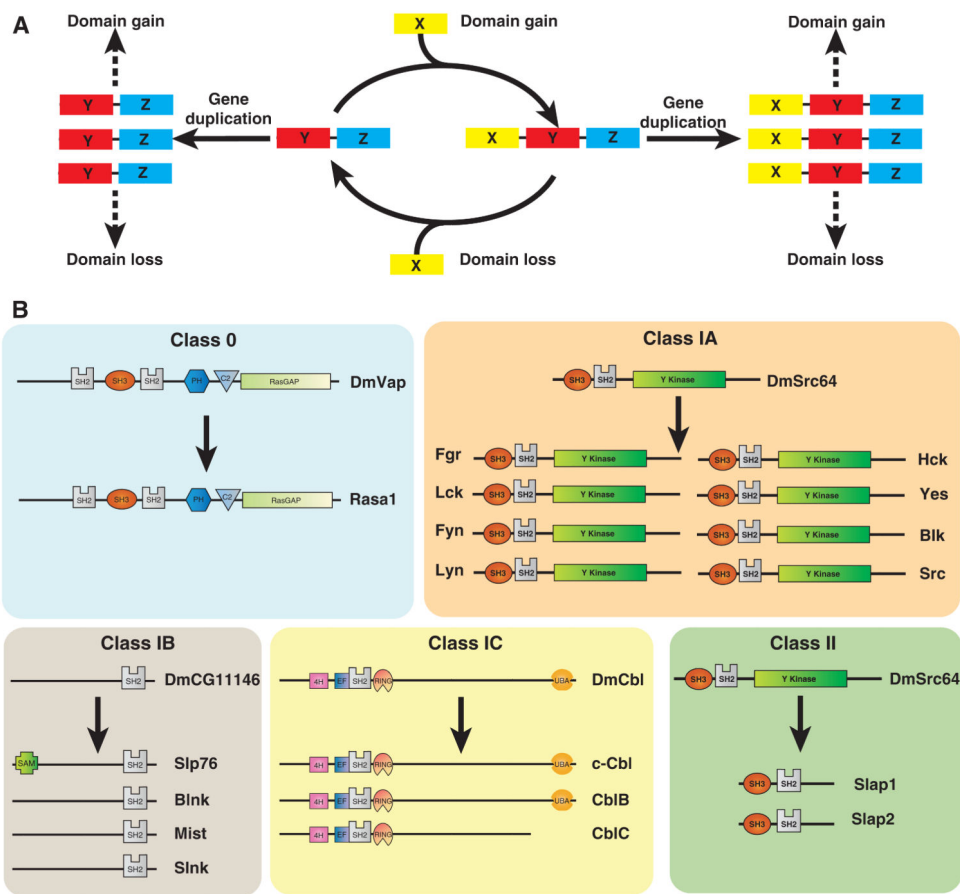 A
Domain gain
X
Domain gain
Domain gain
Y Z
Y Z
Y Z
Gene
duplication
Y Z
X Y Z
Gene
duplication
X Y Z
X Y Z
X Y Z
Domain loss
X
Domain loss
Domain loss
B
Class 0
SH2 SH3 SH2 PH C2 RasGAP DmVap
SH2 SH3 SH2 PH C2 RasGAP Rasa1
Class IA
SH3 SH2 Y Kinase DmSrc64
Fgr SH3 SH2 Y Kinase
SH3 SH2 Y Kinase Hck
Lck SH3 SH2 Y Kinase
SH3 SH2 Y Kinase Yes
Fyn SH3 SH2 Y Kinase
SH3 SH2 Y Kinase Blk
Lyn SH3 SH2 Y Kinase
SH3 SH2 Y Kinase Src
Class IB
SH2 DmCG11146
SAM SH2 Slp76
SH2 Blnk
SH2 Mist
SH2 Slnk
Class IC
4H EF SH2 RING UBA DmCbl
4H EF SH2 RING UBA c-Cbl
4H EF SH2 RING UBA CblB
4H EF SH2 RING CblC
Class II
SH3 SH2 Y Kinase DmSrc64
SH3 SH2 Slap1
SH3 SH2 Slap2